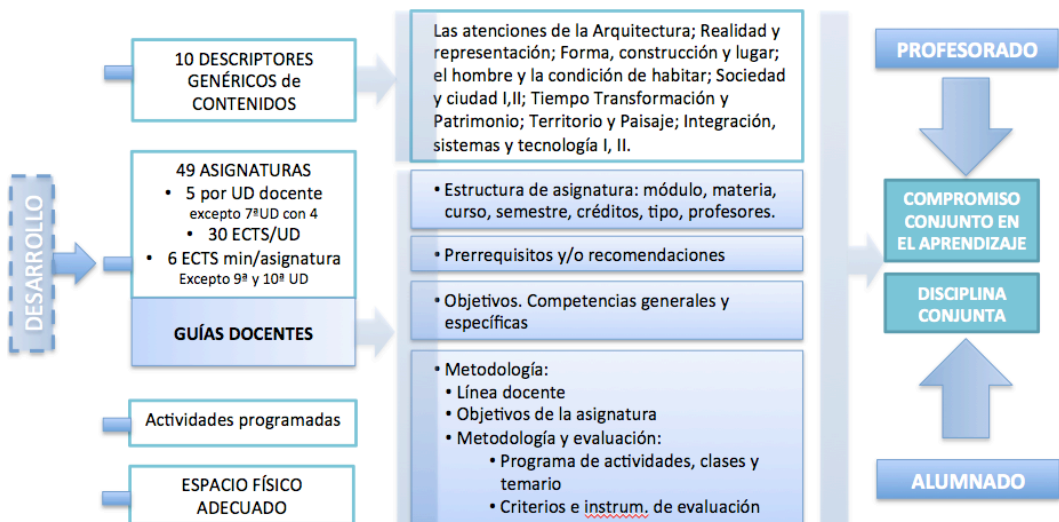 DESARROLLO
10 DESCRIPTORES
GENÉRICOS de
CONTENIDOS
Las atenciones de la Arquitectura; Realidad y
representación; Forma, construcción y lugar;
el hombre y la condición de habitar; Sociedad
y ciudad I,II; Tiempo Transformación y
Patrimonio; Territorio y Paisaje; Integración,
sistemas y tecnología I, II.
49 ASIGNATURAS
• 5 por UD docente
excepto 7ªUD con 4
• 30 ECTS/UD
• 6 ECTS min/asignatura
Excepto 9ª y 10ª UD
GUÍAS DOCENTES
• Estructura de asignatura: módulo, materia,
curso, semestre, créditos, tipo, profesores.
• Prerrequisitos y/o recomendaciones
• Objetivos. Competencias generales y
específicas
• Metodología:
• Línea docente
• Objetivos de la asignatura
• Metodología y evaluación:
• Programa de actividades, clases y
temario
• Criterios e instrum. de evaluación
Actividades programadas
ESPACIO FÍSICO
ADECUADO
PROFESORADO
COMPROMISO
CONJUNTO EN
EL APRENDIZAJE
DISCIPLINA
CONJUNTA
ALUMNADO